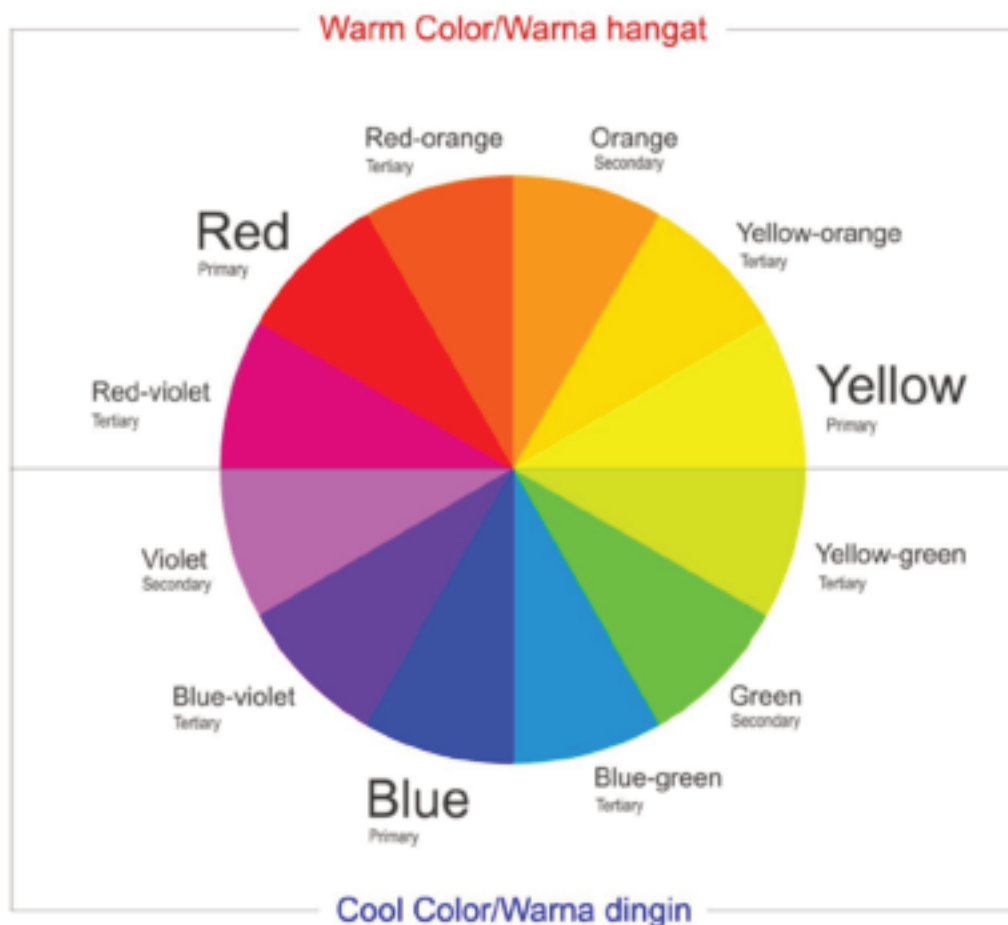 Warm Color/Warna hangat
Red-orange
Tertiary
Orange
Secondary
Red
Primary
Yellow-orange
Tertiary
Red-violet
Tertiary
Yellow
Primary
Violet
Secondary
Yellow-green
Tertiary
Blue-violet
Tertiary
Green
Secondary
Blue
Primary
Blue-green
Tertiary
Cool Color/Warna dingin